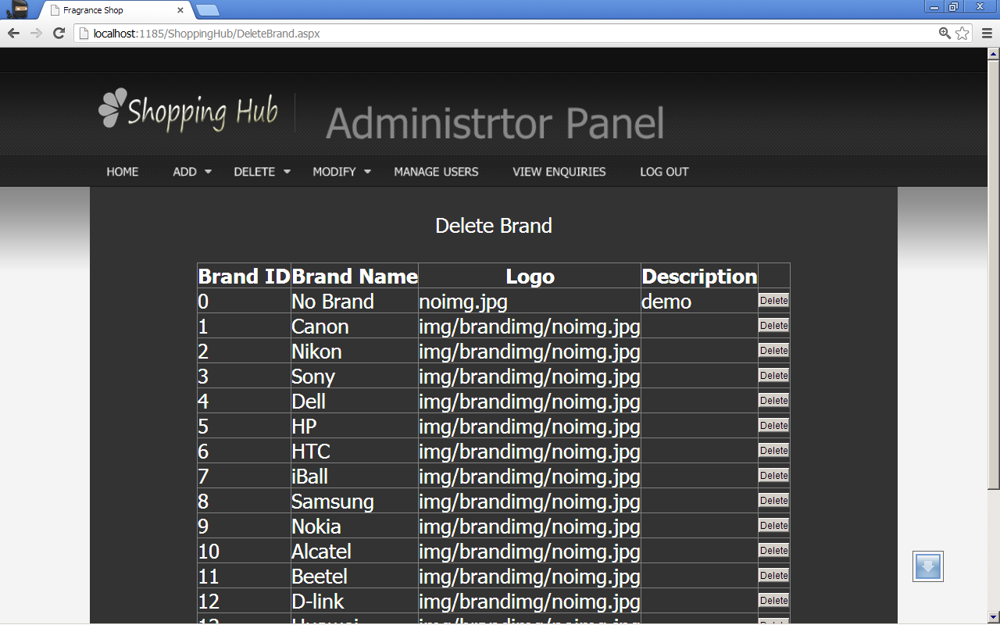 Fragrance Shop
localhost:1185/ShoppingHub/DeleteBrand.aspx
Shopping Hub
Administrtor Panel
HOME ADD DELETE MODIFY MANAGE USERS VIEW ENQUIRIES LOG OUT
Delete Brand
Brand ID Brand Name Logo Description
0 No Brand noimg.jpg demo Delete
1 Canon img/brandimg/noimg.jpg Delete
2 Nikon img/brandimg/noimg.jpg Delete
3 Sony img/brandimg/noimg.jpg Delete
4 Dell img/brandimg/noimg.jpg Delete
5 HP img/brandimg/noimg.jpg Delete
6 HTC img/brandimg/noimg.jpg Delete
7 iBall img/brandimg/noimg.jpg Delete
8 Samsung img/brandimg/noimg.jpg Delete
9 Nokia img/brandimg/noimg.jpg Delete
10 Alcatel img/brandimg/noimg.jpg Delete
11 Beetel img/brandimg/noimg.jpg Delete
12 D-link img/brandimg/noimg.jpg Delete